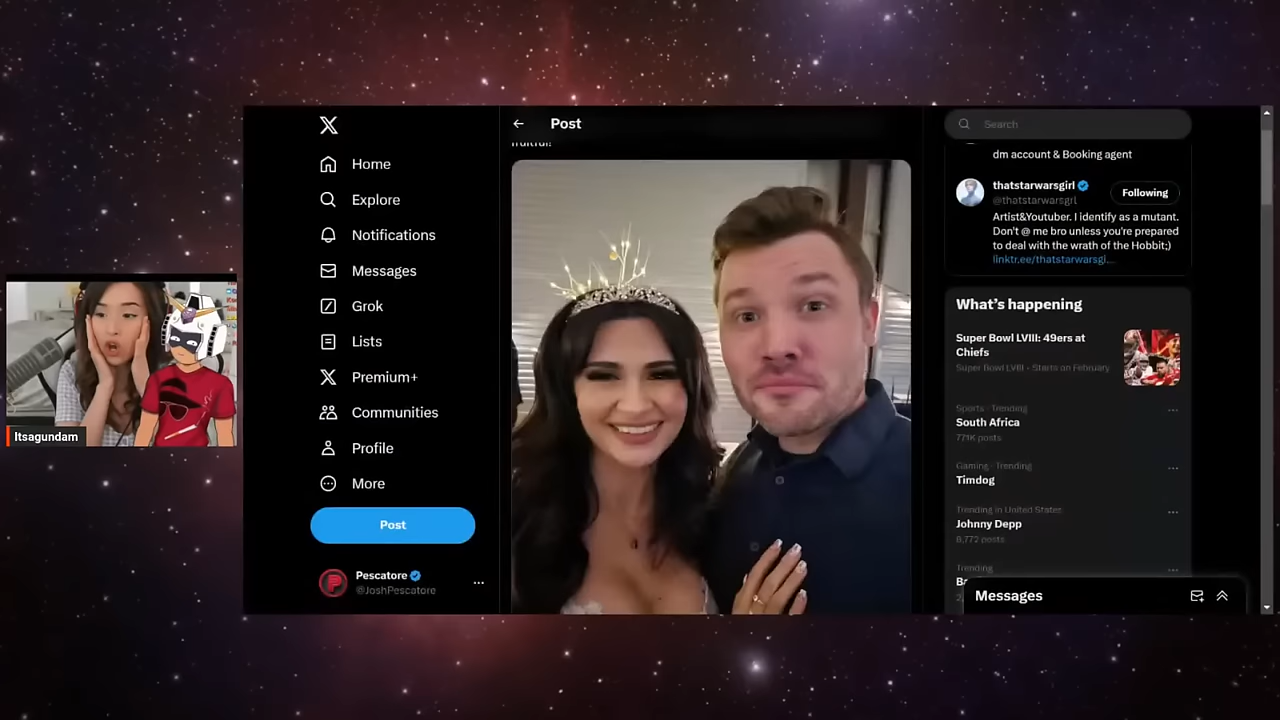 Post
fruitful!
Home
Explore
Notifications
Messages
Grok
Lists
Premium+
Communities
Profile
More
Post
Pescatore
@JoshPescatore
Itsagundam
Search
dm account & Booking agent
thatstarwarsgirl
@thatstarwarsgrl
Following
Artist&Youtuber. I identify as a mutant.
Don't @ me bro unless you're prepared
to deal with the wrath of the Hobbit;)
linktr.ee/thatstarwarsgi...
What's happening
Super Bowl LVIII: 49ers at
Chiefs
Super Bowl LVIII · Starts on February
Sports · Trending
South Africa
771K posts
Gaming · Trending
Timdog
Trending in United States
Johnny Depp
6,772 posts
Trending
Messages